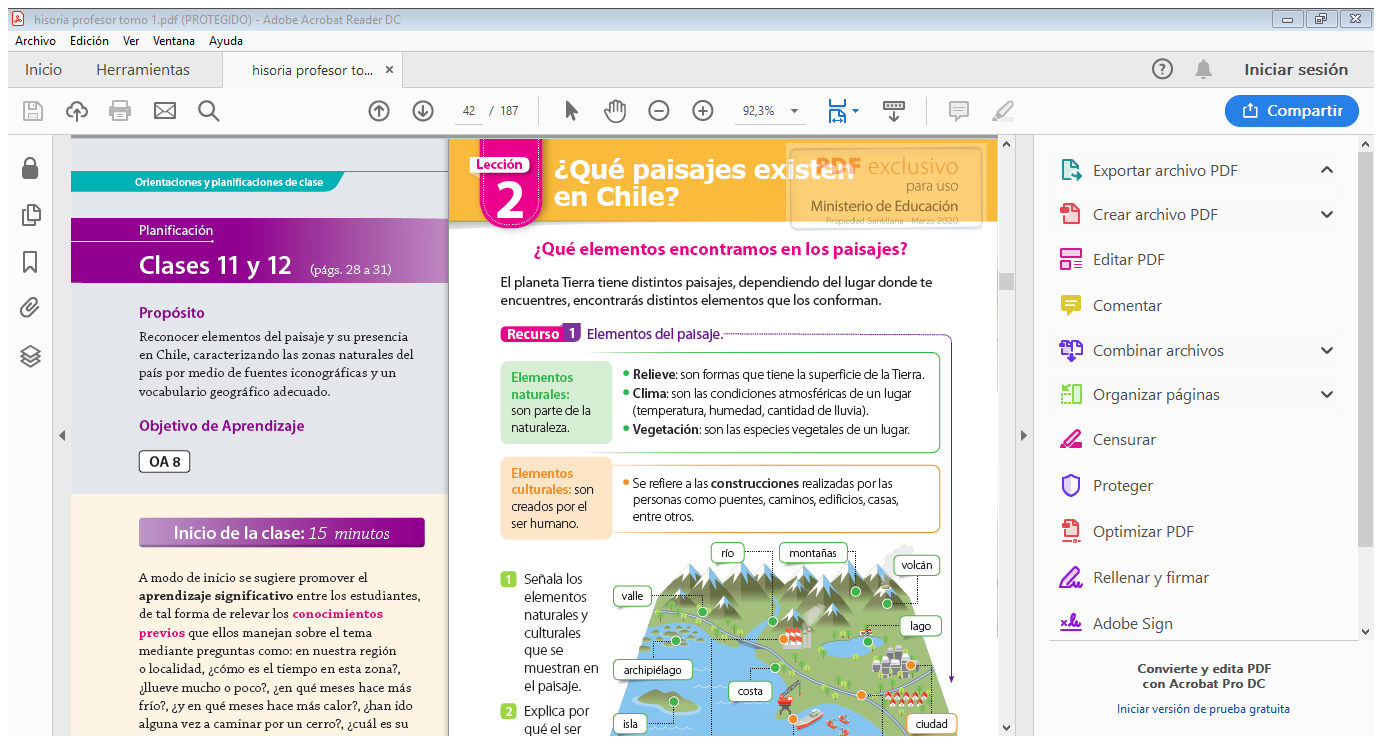 hisoria profesor tomo 1.pdf (PROTEGIDO) - Adobe Acrobat Reader DC
Archivo Edición Ver Ventana Ayuda
Inicio Herramientas hisoria profesor to... × Iniciar sesión
42 / 187 92,3% Compartir
Orientaciones y planificaciones de clase
Planificación
Clases 11 y 12 (págs. 28 a 31)
Propósito
Reconocer elementos del paisaje y su presencia
en Chile, caracterizando las zonas naturales del
país por medio de fuentes iconográficas y un
vocabulario geográfico adecuado.
Objetivo de Aprendizaje
OA 8
Inicio de la clase: 15 minutos
A modo de inicio se sugiere promover el
aprendizaje significativo entre los estudiantes,
de tal forma de relevar los conocimientos
previos que ellos manejan sobre el tema
mediante preguntas como: en nuestra región
o localidad, ¿cómo es el tiempo en esta zona?,
¿llueve mucho o poco?, ¿en qué meses hace más
frío?, ¿y en qué meses hace más calor?, ¿han ido
alguna vez a caminar por un cerro?, ¿cuál es su
Lección
2
¿Qué paisajes existen
en Chile?
PDF exclusivo
para uso
Ministerio de Educación
Propiedad Santillana - Marzo 2020
¿Qué elementos encontramos en los paisajes?
El planeta Tierra tiene distintos paisajes, dependiendo del lugar donde te
encuentres, encontrarás distintos elementos que los conforman.
Recurso 1 Elementos del paisaje.
Elementos
naturales:
son parte de la
naturaleza.
• Relieve: son formas que tiene la superficie de la Tierra.
• Clima: son las condiciones atmosféricas de un lugar
(temperatura, humedad, cantidad de lluvia).
• Vegetación: son las especies vegetales de un lugar.
Elementos
culturales: son
creados por el
ser humano.
• Se refiere a las construcciones realizadas por las
personas como puentes, caminos, edificios, casas,
entre otros.
1 Señala los
elementos
naturales y
culturales
que se
muestran en
el paisaje.
2 Explica por
qué el ser
río
montañas
volcán
valle
lago
archipiélago
costa
isla
ciudad
Exportar archivo PDF
Crear archivo PDF
Editar PDF
Comentar
Combinar archivos
Organizar páginas
Censurar
Proteger
Optimizar PDF
Rellenar y firmar
Adobe Sign
Convierte y edita PDF
con Acrobat Pro DC
Iniciar versión de prueba gratuita